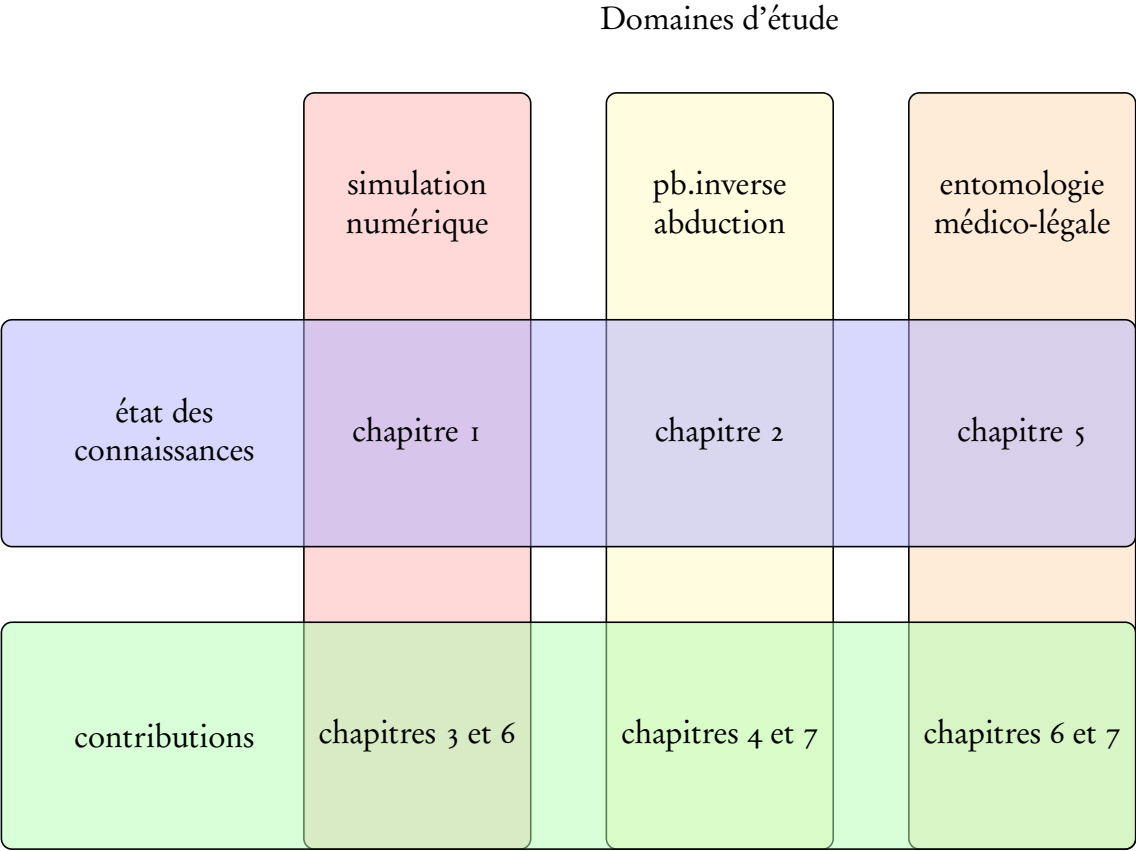 Domaines d'étude
simulation
numérique
pb.inverse
abduction
entomologie
médico-légale
état des
connaissances
chapitre 1
chapitre 2
chapitre 5
contributions
chapitres 3 et 6
chapitres 4 et 7
chapitres 6 et 7